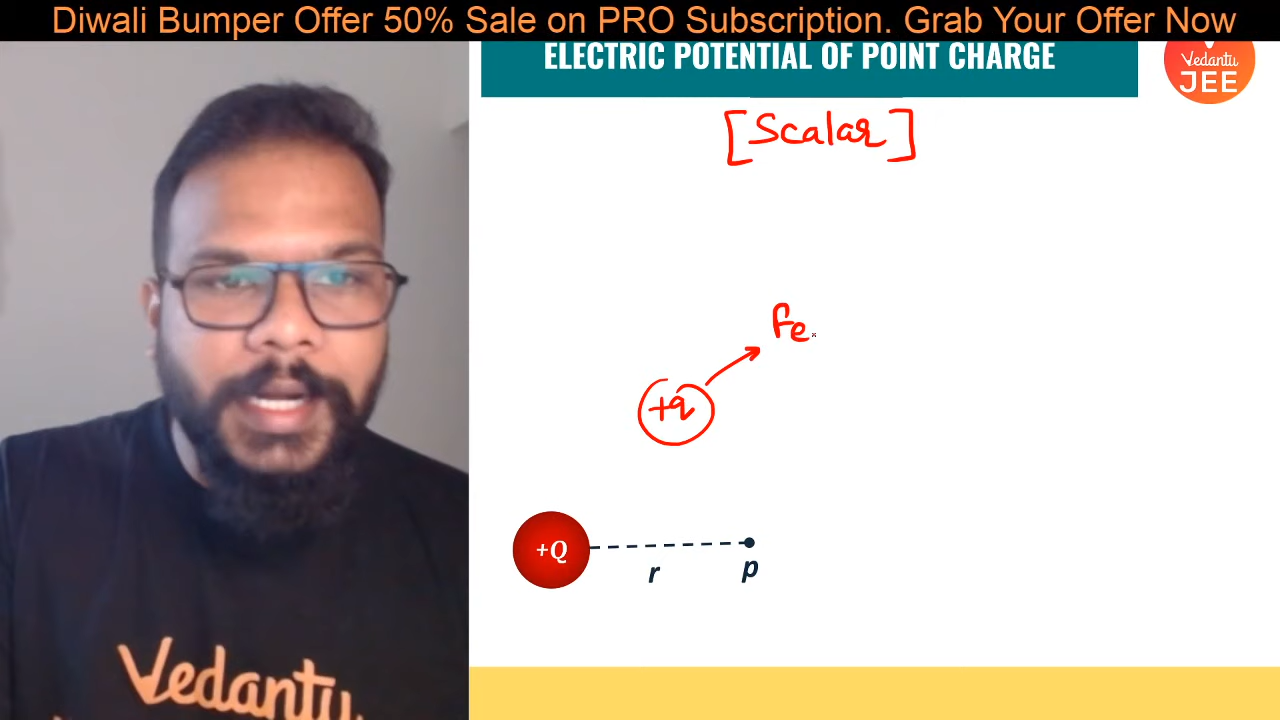 Diwali Bumper Offer 50% Sale on PRO Subscription. Grab Your Offer Now
ELECTRIC POTENTIAL OF POINT CHARGE
Vedantu
JEE
[Scalar]
Fe
+q
+Q
r
p
Vedantu